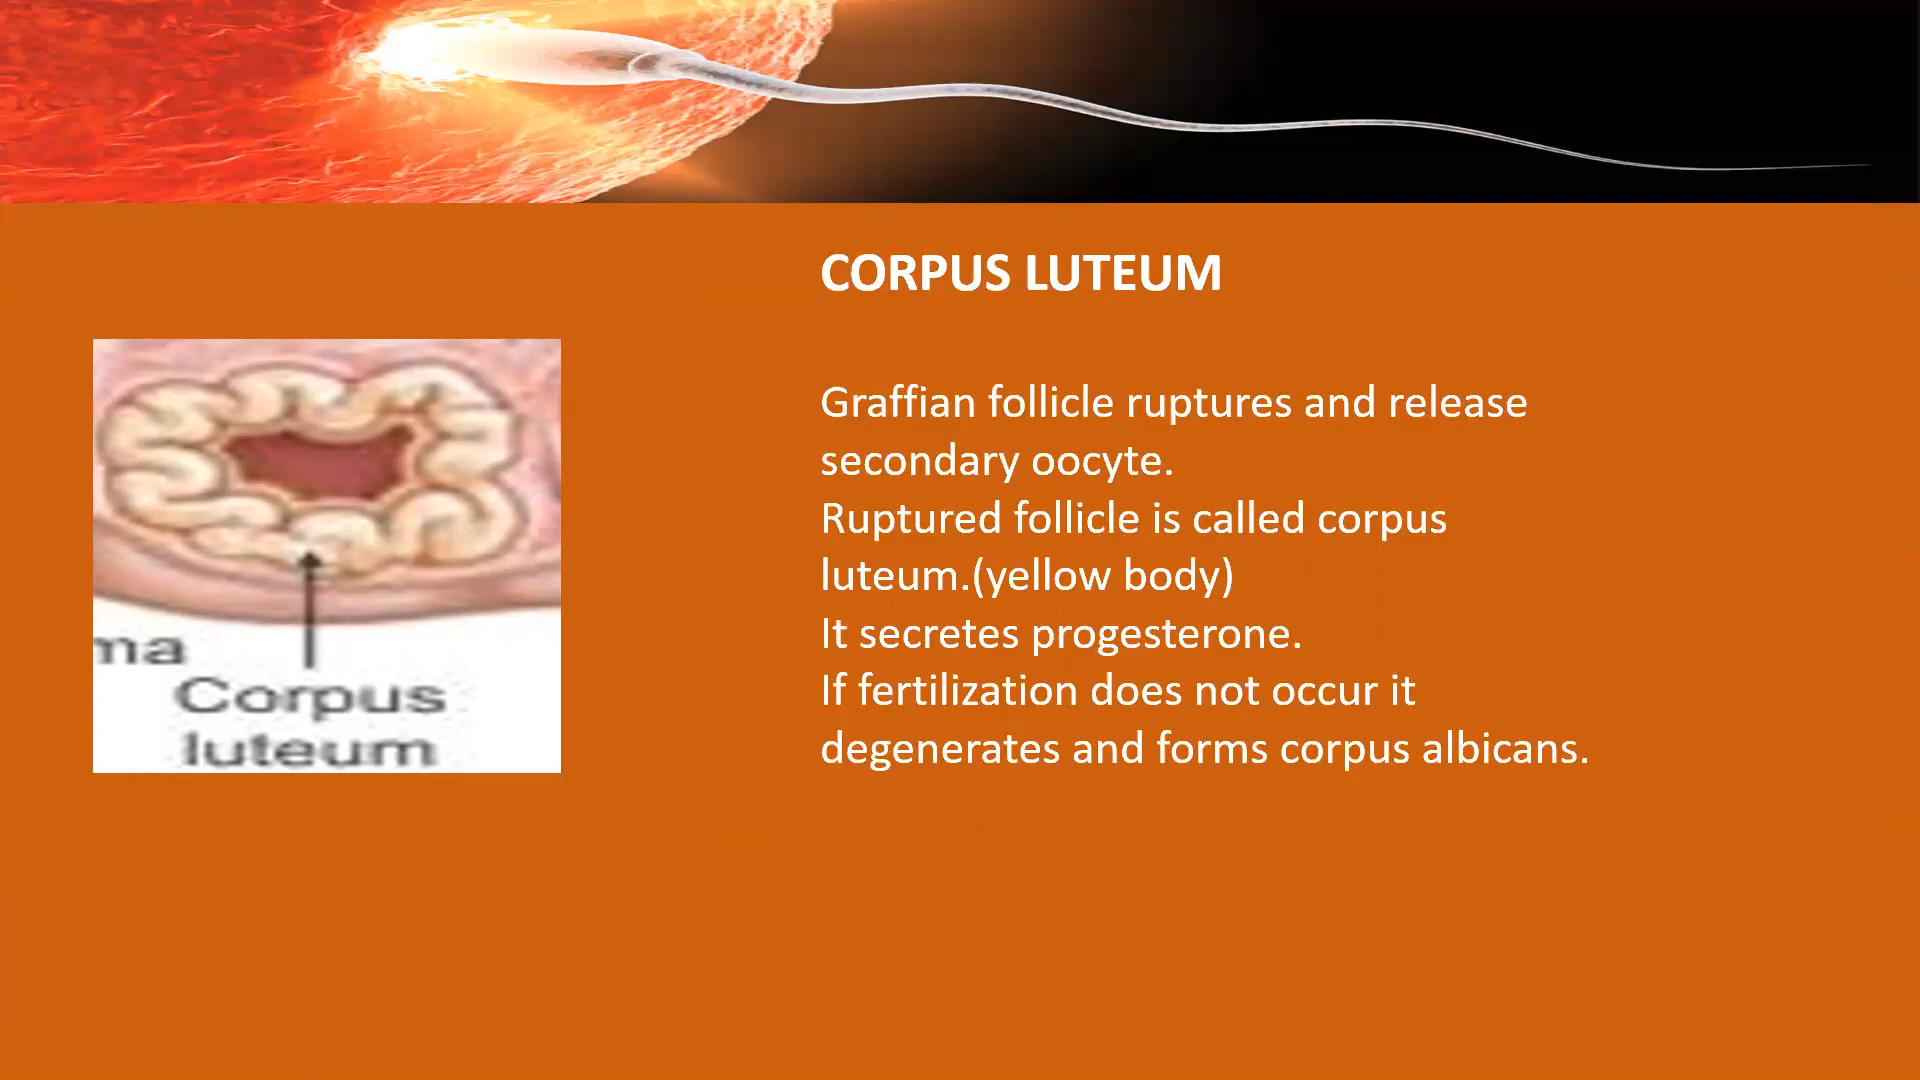 CORPUS LUTEUM
Graffian follicle ruptures and release
secondary oocyte.
Ruptured follicle is called corpus
luteum.(yellow body)
It secretes progesterone.
If fertilization does not occur it
degenerates and forms corpus albicans.
ma
Corpus
luteum